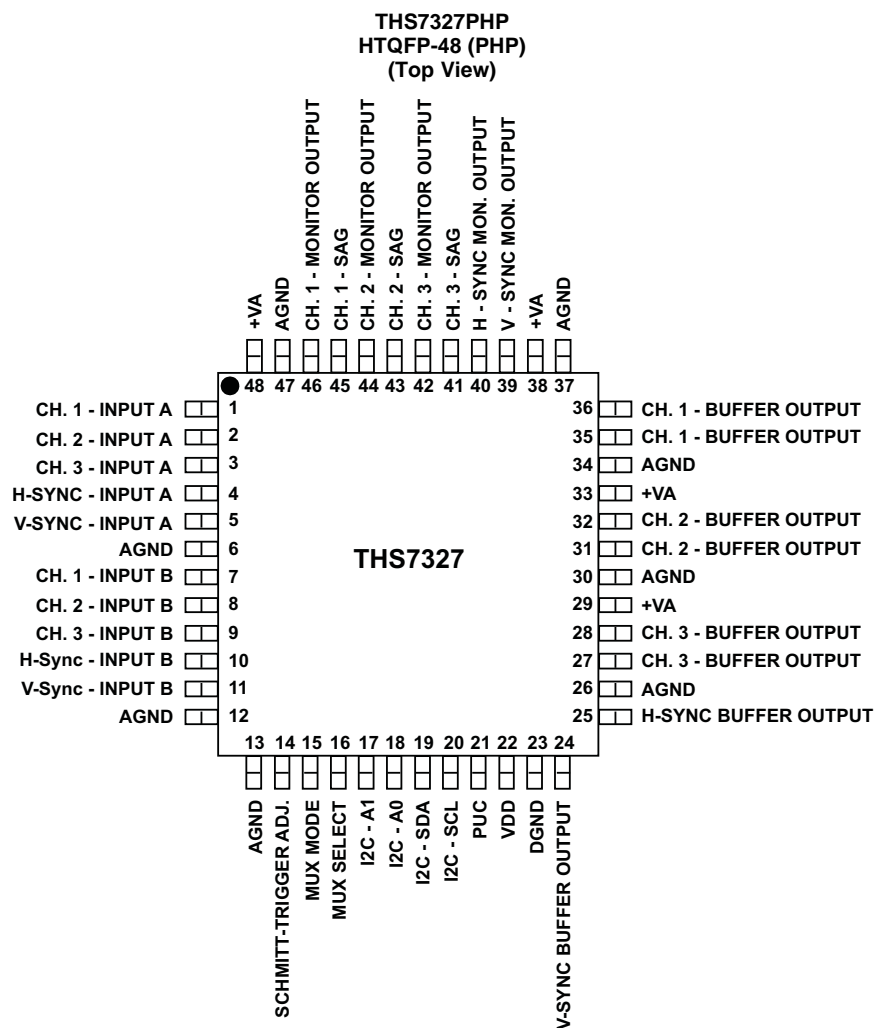 THS7327PHP
HTQFP-48 (PHP)
(Top View)
+VA
AGND
CH. 1 - MONITOR OUTPUT
CH. 1 - SAG
CH. 2 - MONITOR OUTPUT
CH. 2 - SAG
CH. 3 - MONITOR OUTPUT
CH. 3 - SAG
H - SYNC MON. OUTPUT
V - SYNC MON. OUTPUT
+VA
AGND
48 47 46 45 44 43 42 41 40 39 38 37
CH. 1 - INPUT A 1
CH. 2 - INPUT A 2
CH. 3 - INPUT A 3
H-SYNC - INPUT A 4
V-SYNC - INPUT A 5
AGND 6
CH. 1 - INPUT B 7
CH. 2 - INPUT B 8
CH. 3 - INPUT B 9
H-Sync - INPUT B 10
V-Sync - INPUT B 11
AGND 12
THS7327
36 CH. 1 - BUFFER OUTPUT
35 CH. 1 - BUFFER OUTPUT
34 AGND
33 +VA
32 CH. 2 - BUFFER OUTPUT
31 CH. 2 - BUFFER OUTPUT
30 AGND
29 +VA
28 CH. 3 - BUFFER OUTPUT
27 CH. 3 - BUFFER OUTPUT
26 AGND
25 H-SYNC BUFFER OUTPUT
13 14 15 16 17 18 19 20 21 22 23 24
AGND
SCHMITT-TRIGGER ADJ.
MUX MODE
MUX SELECT
I2C - A1
I2C - A0
I2C - SDA
I2C - SCL
PUC
VDD
DGND
V-SYNC BUFFER OUTPUT